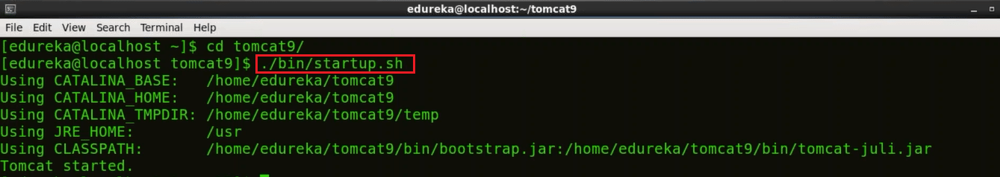 edureka@localhost:~/tomcat9
File Edit View Search Terminal Help
[edureka@localhost ~]$ cd tomcat9/
[edureka@localhost tomcat9]$ ./bin/startup.sh
Using CATALINA_BASE:   /home/edureka/tomcat9
Using CATALINA_HOME:   /home/edureka/tomcat9
Using CATALINA_TMPDIR: /home/edureka/tomcat9/temp
Using JRE_HOME:        /usr
Using CLASSPATH:       /home/edureka/tomcat9/bin/bootstrap.jar:/home/edureka/tomcat9/bin/tomcat-juli.jar
Tomcat started.